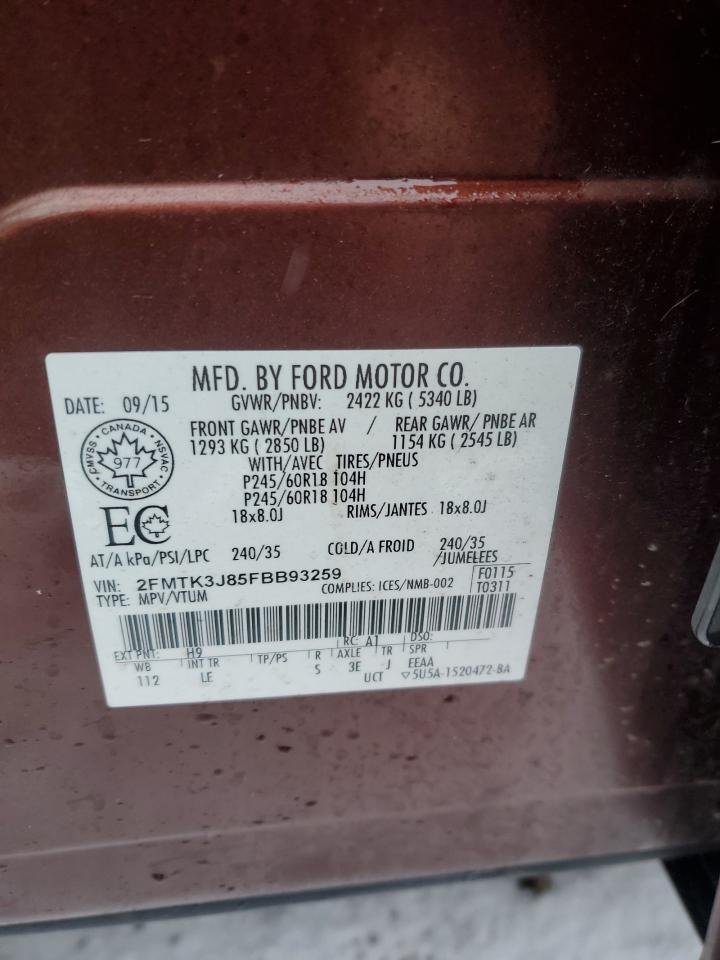 MFD. BY FORD MOTOR CO.
DATE: 09/15 GVWR/PNBV: 2422 KG ( 5340 LB)
FRONT GAWR/PNBE AV / REAR GAWR/ PNBE AR
1293 KG ( 2850 LB) 1154 KG ( 2545 LB)
WITH/AVEC TIRES/PNEUS
P245/60R18 104H
P245/60R18 104H
18x8.0J RIMS/JANTES 18x8.0J
CANADA
CMVSS NSVAC
977
TRANSPORT
EC
AT/A kPa/PSI/LPC 240/35 COLD/A FROID 240/35
/JUMELEES
VIN: 2FMTK3J85FBB93259 COMPLIES: ICES/NMB-002 F0115
TYPE: MPV/VTUM T0311
EXT PNT: H9 RC: A1 DSO:
WB INT TR TP/PS R AXLE TR SPR
112 LE S 3E J EEAA
UCT ▽5U5A-1520472-BA